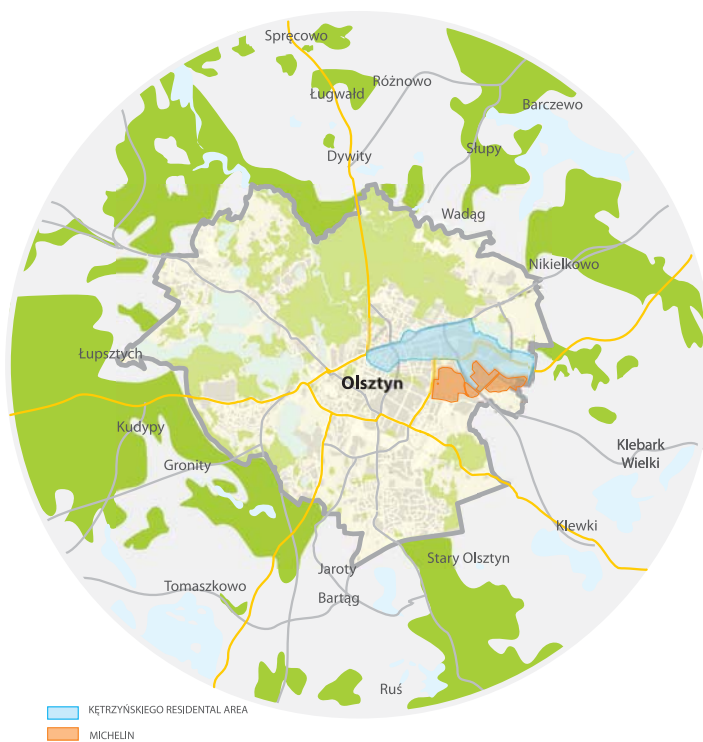 Spręcowo
Różnowo
Ługwałd
Barczewo
Słupy
Dywity
Wadąg
Nikielkowo
Łupsztych
Olsztyn
Kudypy
Klebark
Wielki
Gronity
Klewki
Stary Olsztyn
Jaroty
Tomaszkowo
Bartąg
Ruś
KĘTRZYŃSKIEGO RESIDENTAL AREA
MICHELIN